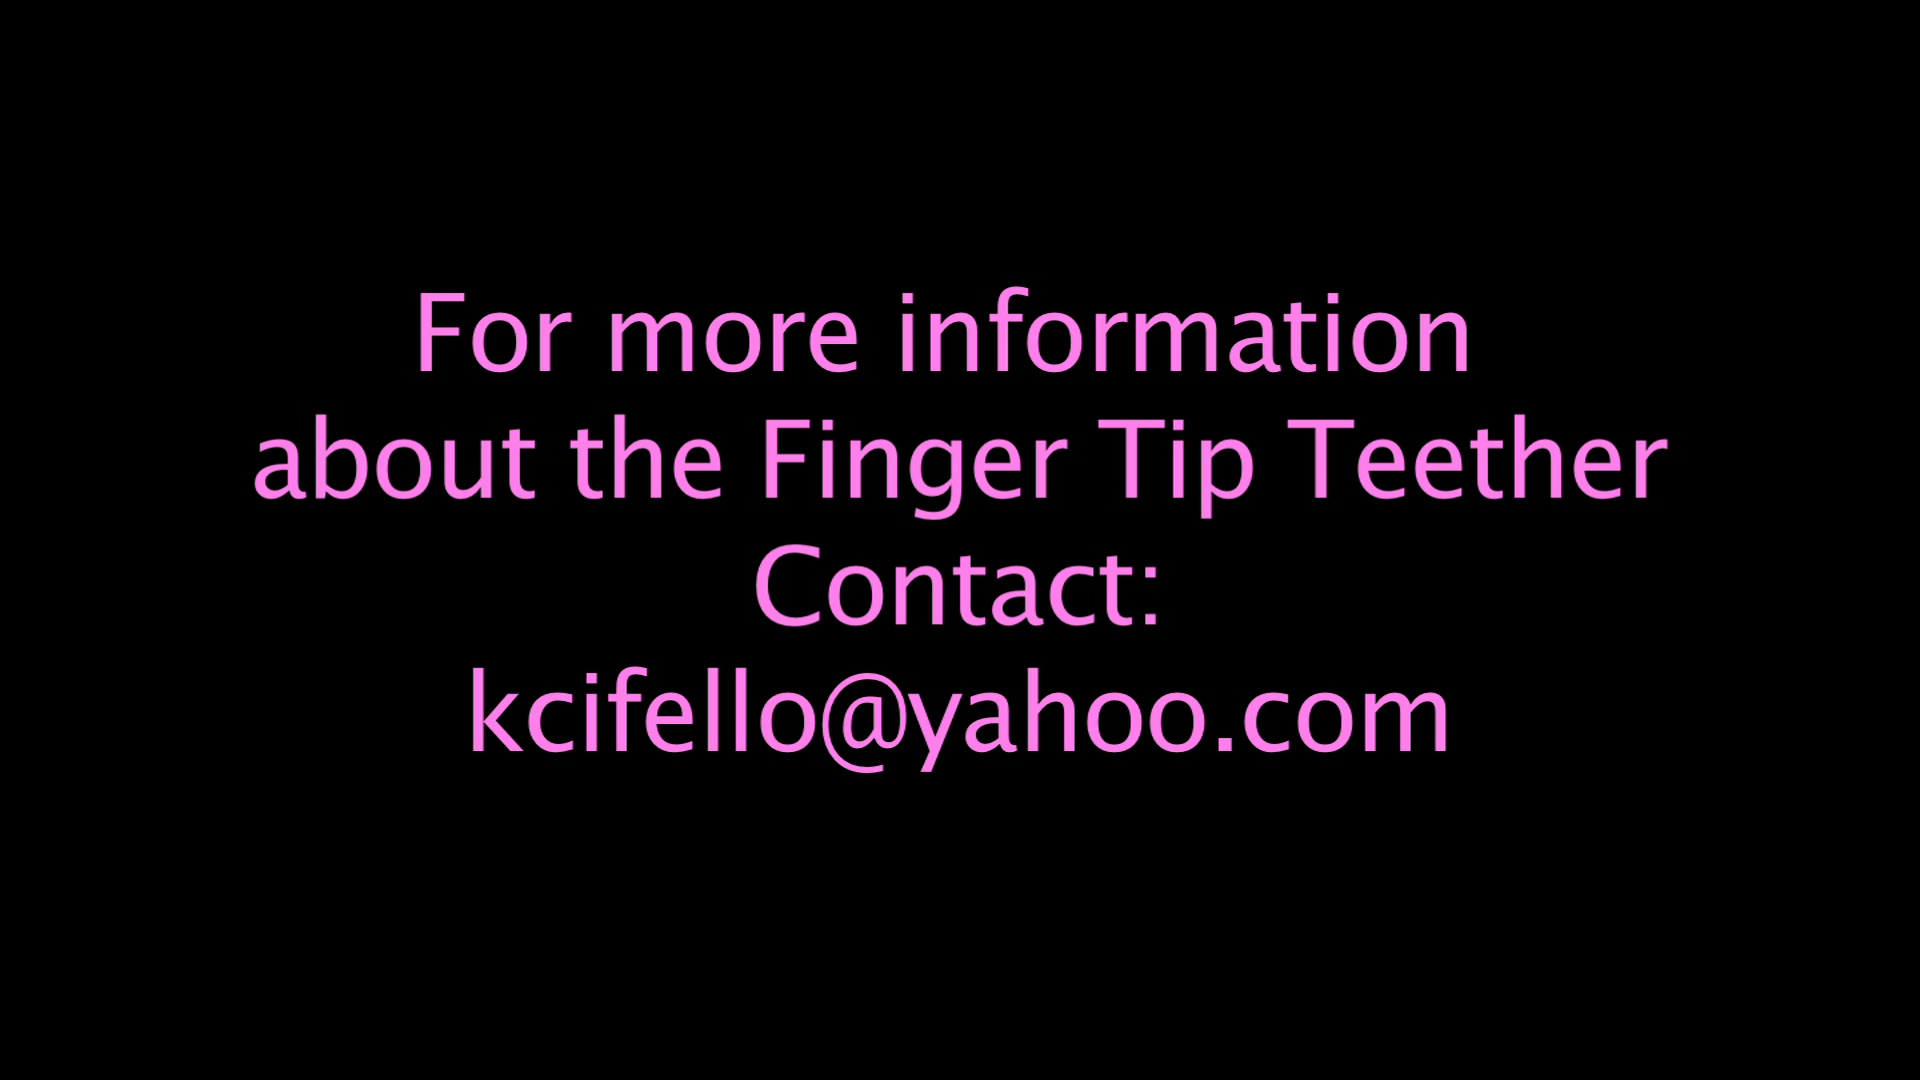 For more information
about the Finger Tip Teether
Contact:
kcifello@yahoo.com